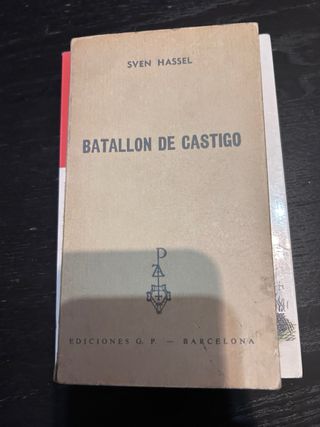 SVEN HASSEL
BATALLON DE CASTIGO
EDICIONES G. P. — BARCELONA